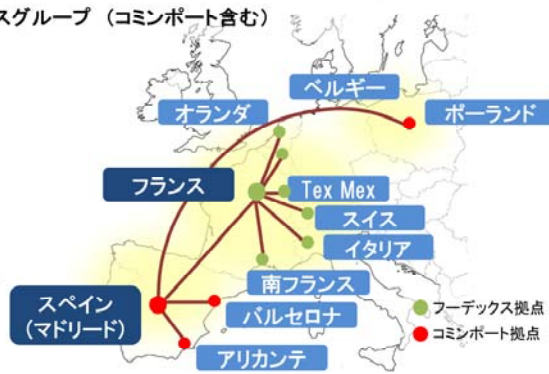 スグループ （コミンポート含む）
ベルギー
オランダ
ポーランド
フランス
Tex Mex
スイス
イタリア
南フランス
スペイン
（マドリード）
バルセロナ
アリカンテ
フーデックス拠点
コミンポート拠点